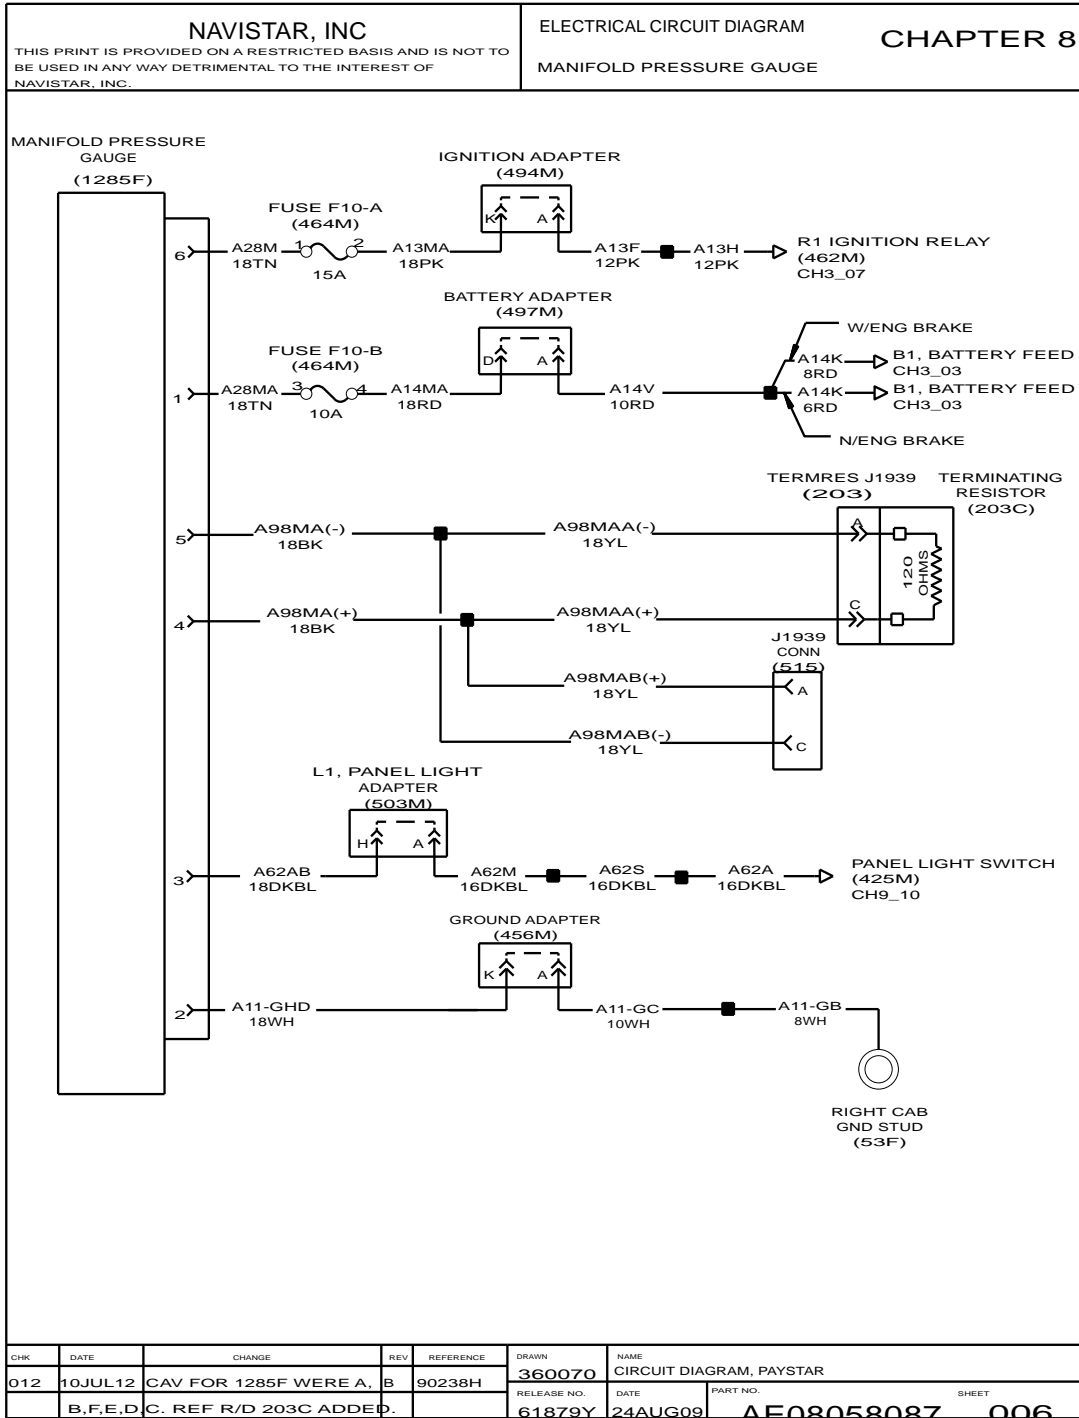 NAVISTAR, INC
THIS PRINT IS PROVIDED ON A RESTRICTED BASIS AND IS NOT TO
BE USED IN ANY WAY DETRIMENTAL TO THE INTEREST OF
NAVISTAR, INC.
ELECTRICAL CIRCUIT DIAGRAM
MANIFOLD PRESSURE GAUGE
CHAPTER 8
MANIFOLD PRESSURE
GAUGE
(1285F)
IGNITION ADAPTER
(494M)
K A
FUSE F10-A
(464M)
6 A28M 1 2 A13MA A13F A13H
18TN 15A 18PK 12PK 12PK
R1 IGNITION RELAY
(462M)
CH3_07
BATTERY ADAPTER
(497M)
D A
FUSE F10-B
(464M)
1 A28MA 3 4 A14MA A14V
18TN 10A 18RD 10RD
W/ENG BRAKE
A14K B1, BATTERY FEED
8RD CH3_03
A14K B1, BATTERY FEED
6RD CH3_03
N/ENG BRAKE
TERMRES J1939
(203)
TERMINATING
RESISTOR
(203C)
5 A98MA(-) A98MAA(-) A
18BK 18YL
120
OHMS
4 A98MA(+) A98MAA(+) C
18BK 18YL
J1939
CONN
(515)
A98MAB(+) A
18YL
A98MAB(-) C
18YL
L1, PANEL LIGHT
ADAPTER
(503M)
H A
3 A62AB A62M A62S A62A
18DKBL 16DKBL 16DKBL 16DKBL
PANEL LIGHT SWITCH
(425M)
CH9_10
GROUND ADAPTER
(456M)
K A
2 A11-GHD A11-GC A11-GB
18WH 10WH 8WH
RIGHT CAB
GND STUD
(53F)
CHK DATE CHANGE REV REFERENCE
012 10JUL12 CAV FOR 1285F WERE A, B 90238H
B,F,E,D,C. REF R/D 203C ADDED.
DRAWN
360070
NAME
CIRCUIT DIAGRAM, PAYSTAR
RELEASE NO.
61879Y
DATE
24AUG09
PART NO.
AE08058087
SHEET
006